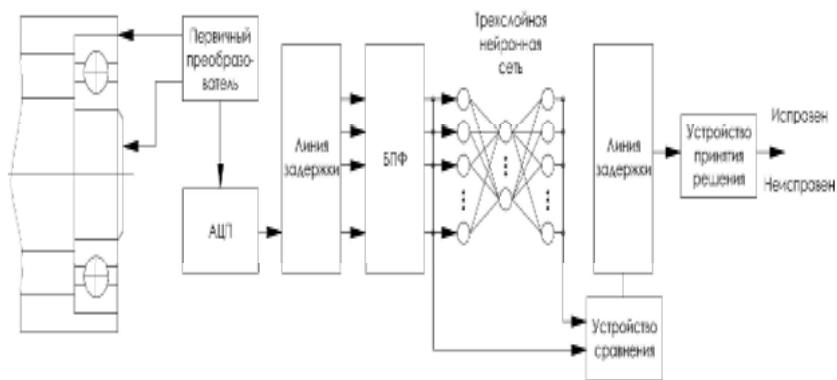 Первичный
преобразо-
ватель
АЦП
Линия
задержки
БПФ
Трехслойная
нейронная
сеть
Линия
задержки
Устройство
сравнения
Устройство
принятия
решения
Исправен
Неисправен